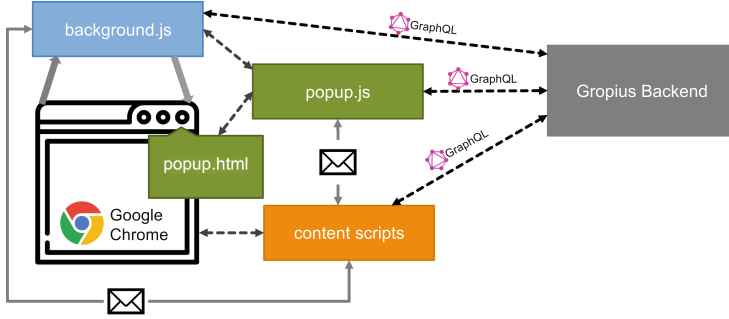 background.js
GraphQL
popup.js
GraphQL
Gropius Backend
popup.html
GraphQL
Google
Chrome
content scripts